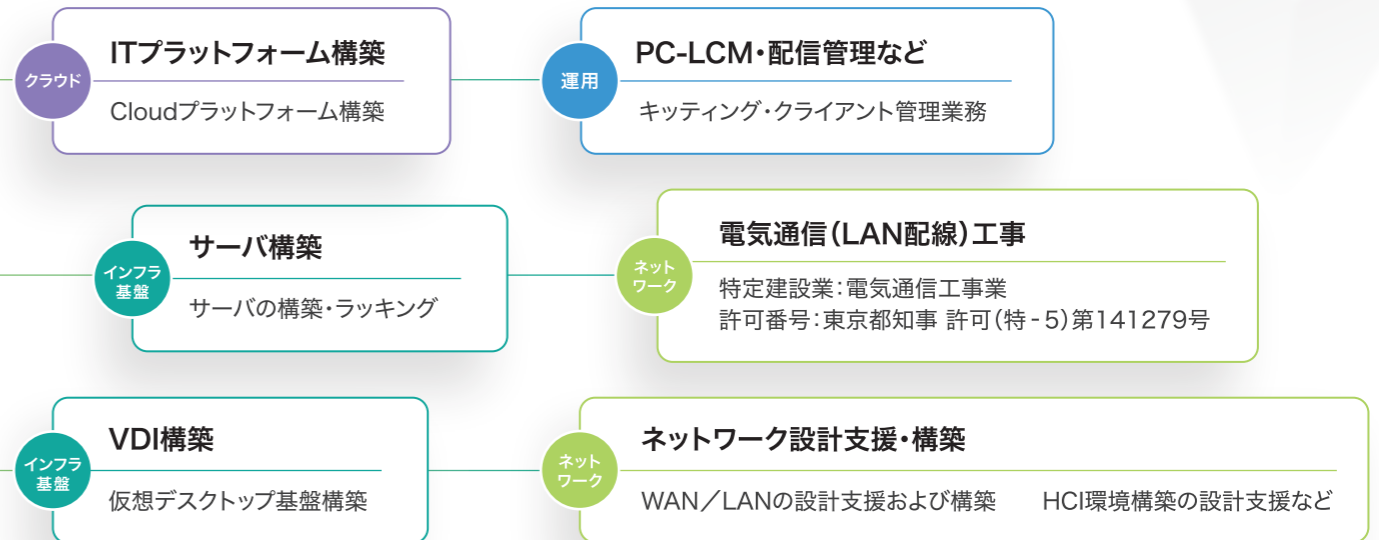 クラウド
ITプラットフォーム構築
Cloudプラットフォーム構築
運用
PC-LCM・配信管理など
キッティング・クライアント管理業務
インフラ
基盤
サーバ構築
サーバの構築・ラッキング
ネット
ワーク
電気通信（LAN配線）工事
特定建設業：電気通信工事業
許可番号：東京都知事 許可（特-5）第141279号
インフラ
基盤
VDI構築
仮想デスクトップ基盤構築
ネット
ワーク
ネットワーク設計支援・構築
WAN／LANの設計支援および構築　　HCI環境構築の設計支援など